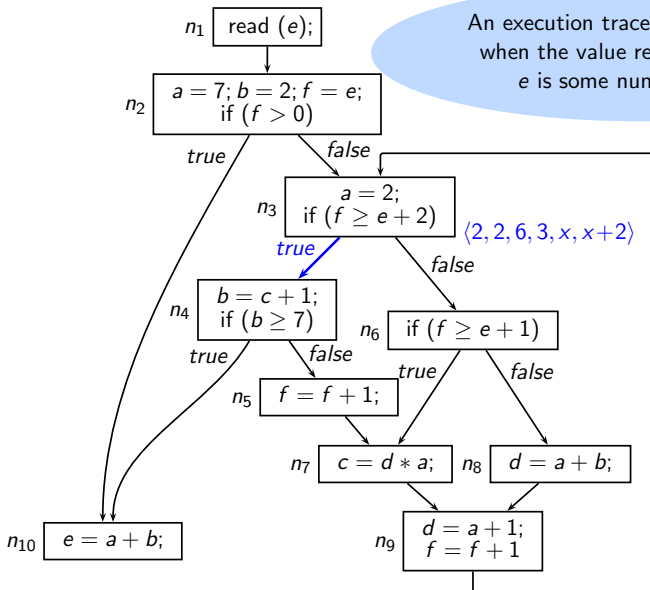 An execution trace
when the value re
e is some num
n1 read (e);
n2 a = 7; b = 2; f = e;
if (f > 0)
true false
n3 a = 2;
if (f ≥ e + 2)
⟨2, 2, 6, 3, x, x+2⟩
true false
n4 b = c + 1;
if (b ≥ 7)
n6 if (f ≥ e + 1)
true false true false
n5 f = f + 1;
n7 c = d * a; n8 d = a + b;
n10 e = a + b;
n9 d = a + 1;
f = f + 1